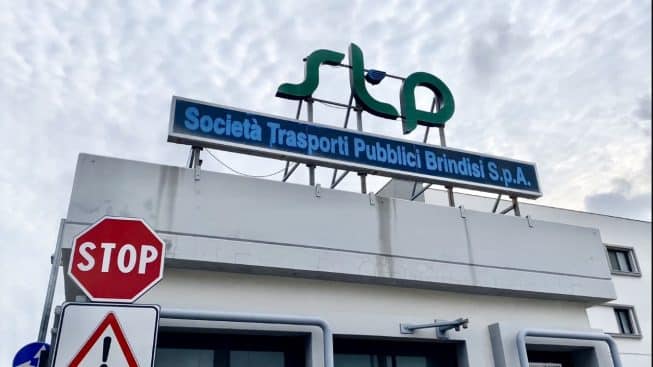 stp
Società Trasporti Pubblici Brindisi S.p.A.
STOP
!